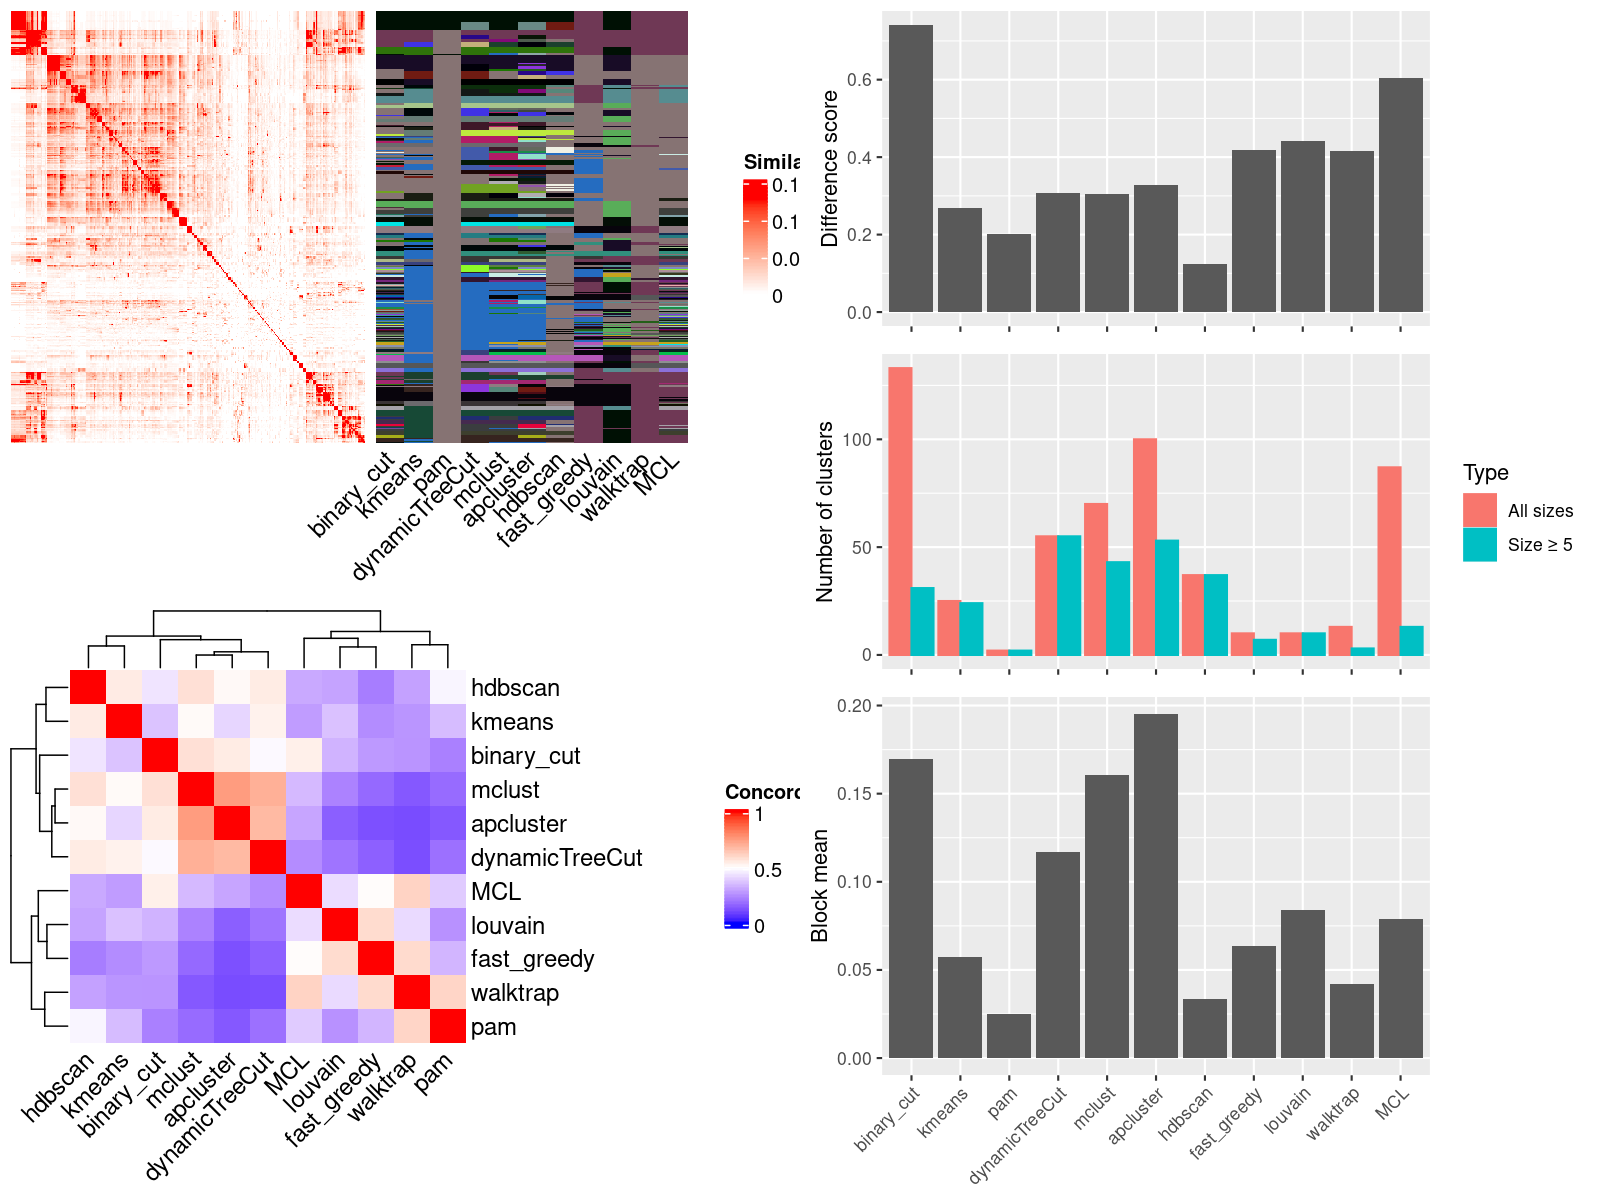 Simila
0.1
0.1
0.0
0
binary_cut
kmeans
pam
dynamicTreeCut
mclust
apcluster
hdbscan
fast_greedy
louvain
walktrap
MCL
hdbscan
kmeans
binary_cut
mclust
apcluster
dynamicTreeCut
MCL
louvain
fast_greedy
walktrap
pam
hdbscan
kmeans
binary_cut
mclust
apcluster
dynamicTreeCut
MCL
louvain
fast_greedy
walktrap
pam
Concord
1
0.5
0
Difference score
0.6
0.4
0.2
0.0
Number of clusters
100
50
0
Type
All sizes
Size ≥ 5
Block mean
0.20
0.15
0.10
0.05
0.00
binary_cut
kmeans
pam
dynamicTreeCut
mclust
apcluster
hdbscan
fast_greedy
louvain
walktrap
MCL